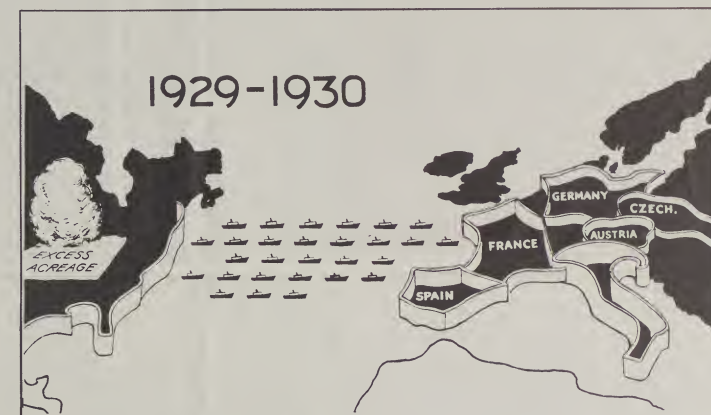 1929-1930
EXCESS
ACREAGE
GERMANY
CZECH.
AUSTRIA
FRANCE
SPAIN